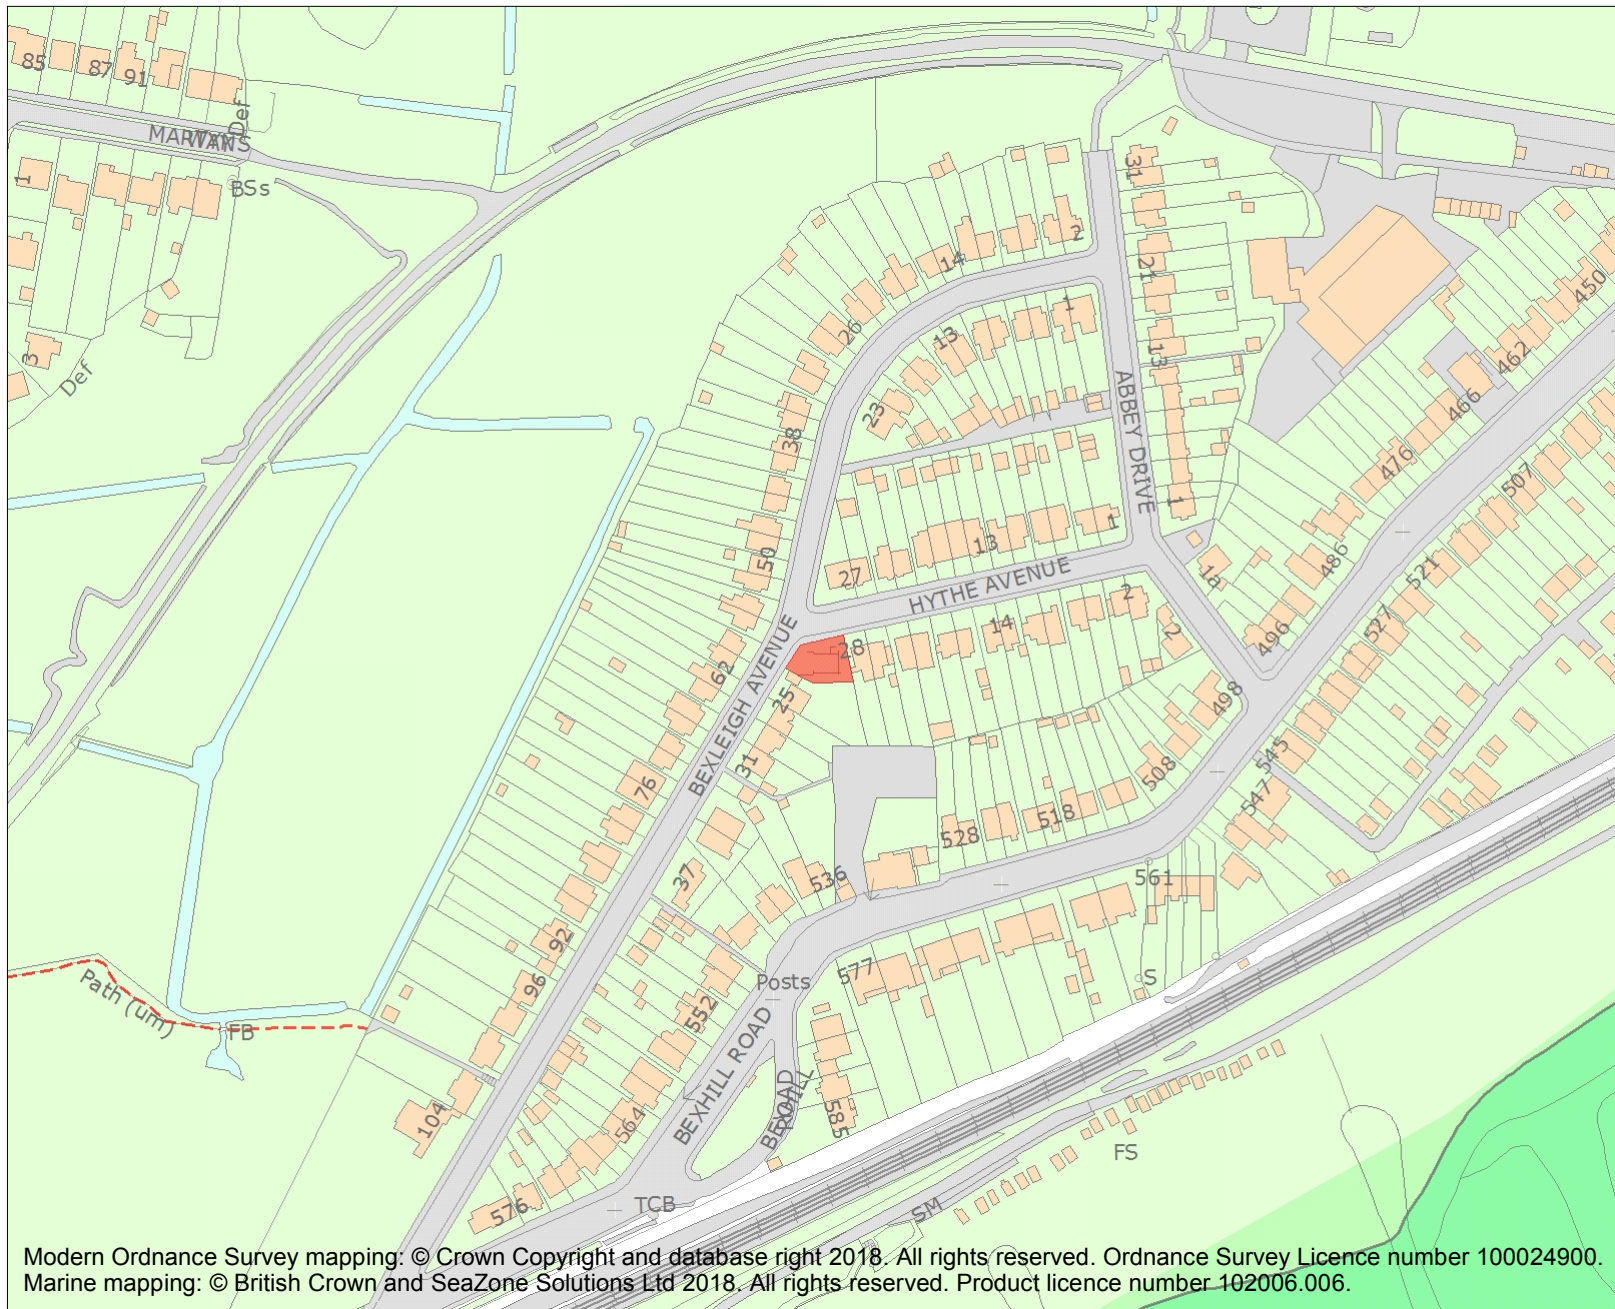 85
87
91
Def
MARTYNS
WAY
BSs
1
3
Def
31
2
14
21
1
26
13
13
450
462
23
38
466
ABBEY DRIVE
476
507
1
1
50
13
486
27
HYTHE AVENUE
1a
521
2
14
2
527
496
28
62
BEXLEIGH AVENUE
25
498
31
508
545
76
547
528
518
37
536
561
92
577
S
96
Posts
Path (um)
FB
552
BEXHILL ROAD
BEXHILL
ROAD
104
564
585
FS
576
TCB
SM
Modern Ordnance Survey mapping: © Crown Copyright and database right 2018. All rights reserved. Ordnance Survey Licence number 100024900.
Marine mapping: © British Crown and SeaZone Solutions Ltd 2018. All rights reserved. Product licence number 102006.006.